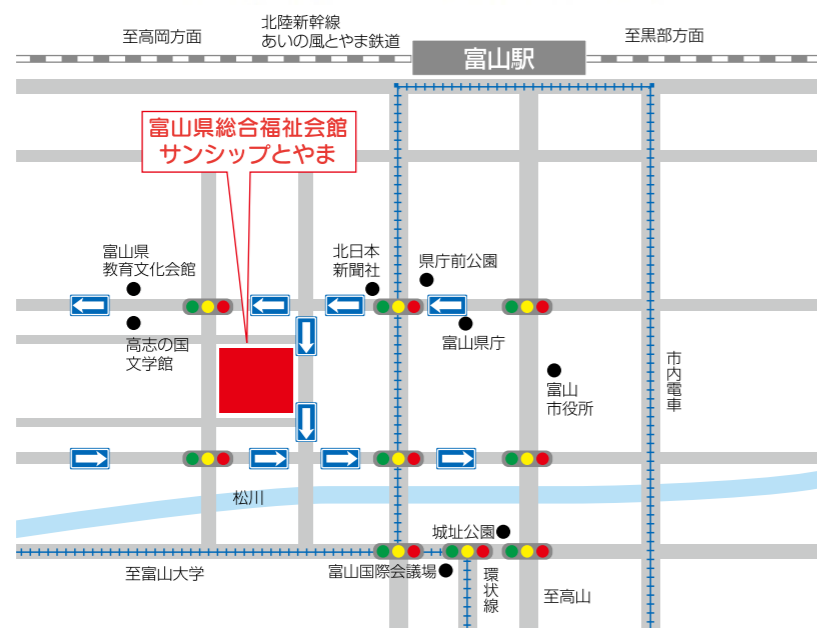 至高岡方面
北陸新幹線
あいの風とやま鉄道
富山駅
至黒部方面
富山県総合福祉会館
サンシップとやま
富山県
教育文化会館
北日本
新聞社
県庁前公園
高志の国
文学館
富山県庁
富山
市役所
市内電車
松川
城址公園
至富山大学
富山国際会議場
環状線
至高山